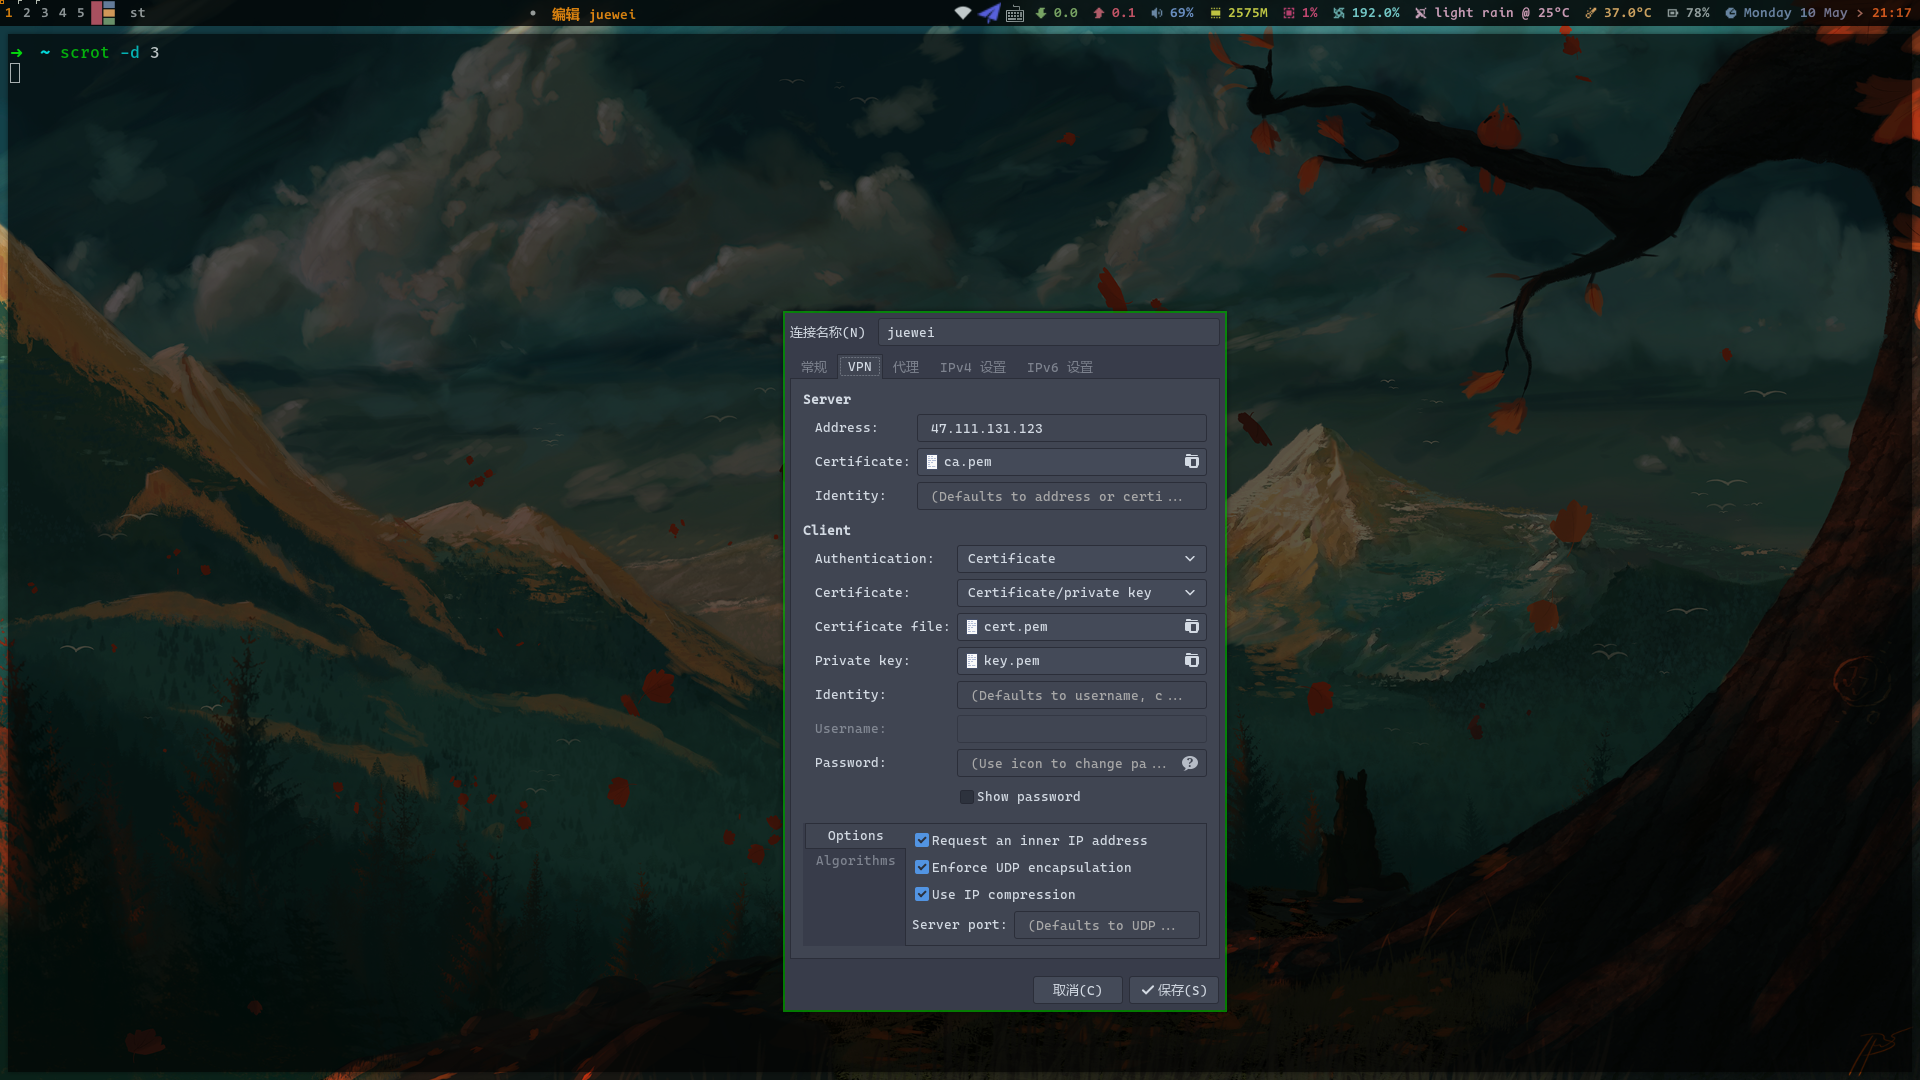 1 2 3 4 5 st • 编辑 juewei 0.0 0.1 69% 2575M 1% 192.0% light rain @ 25°C 37.0°C 78% Monday 10 May > 21:17
➜ ~ scrot -d 3
连接名称(N) juewei
常规 VPN 代理 IPv4 设置 IPv6 设置
Server
Address: 47.111.131.123
Certificate: ca.pem
Identity: (Defaults to address or certi...
Client
Authentication: Certificate
Certificate: Certificate/private key
Certificate file: cert.pem
Private key: key.pem
Identity: (Defaults to username, c...
Username:
Password: (Use icon to change pa...
Show password
Options
Algorithms
Request an inner IP address
Enforce UDP encapsulation
Use IP compression
Server port: (Defaults to UDP...
取消(C) 保存(S)